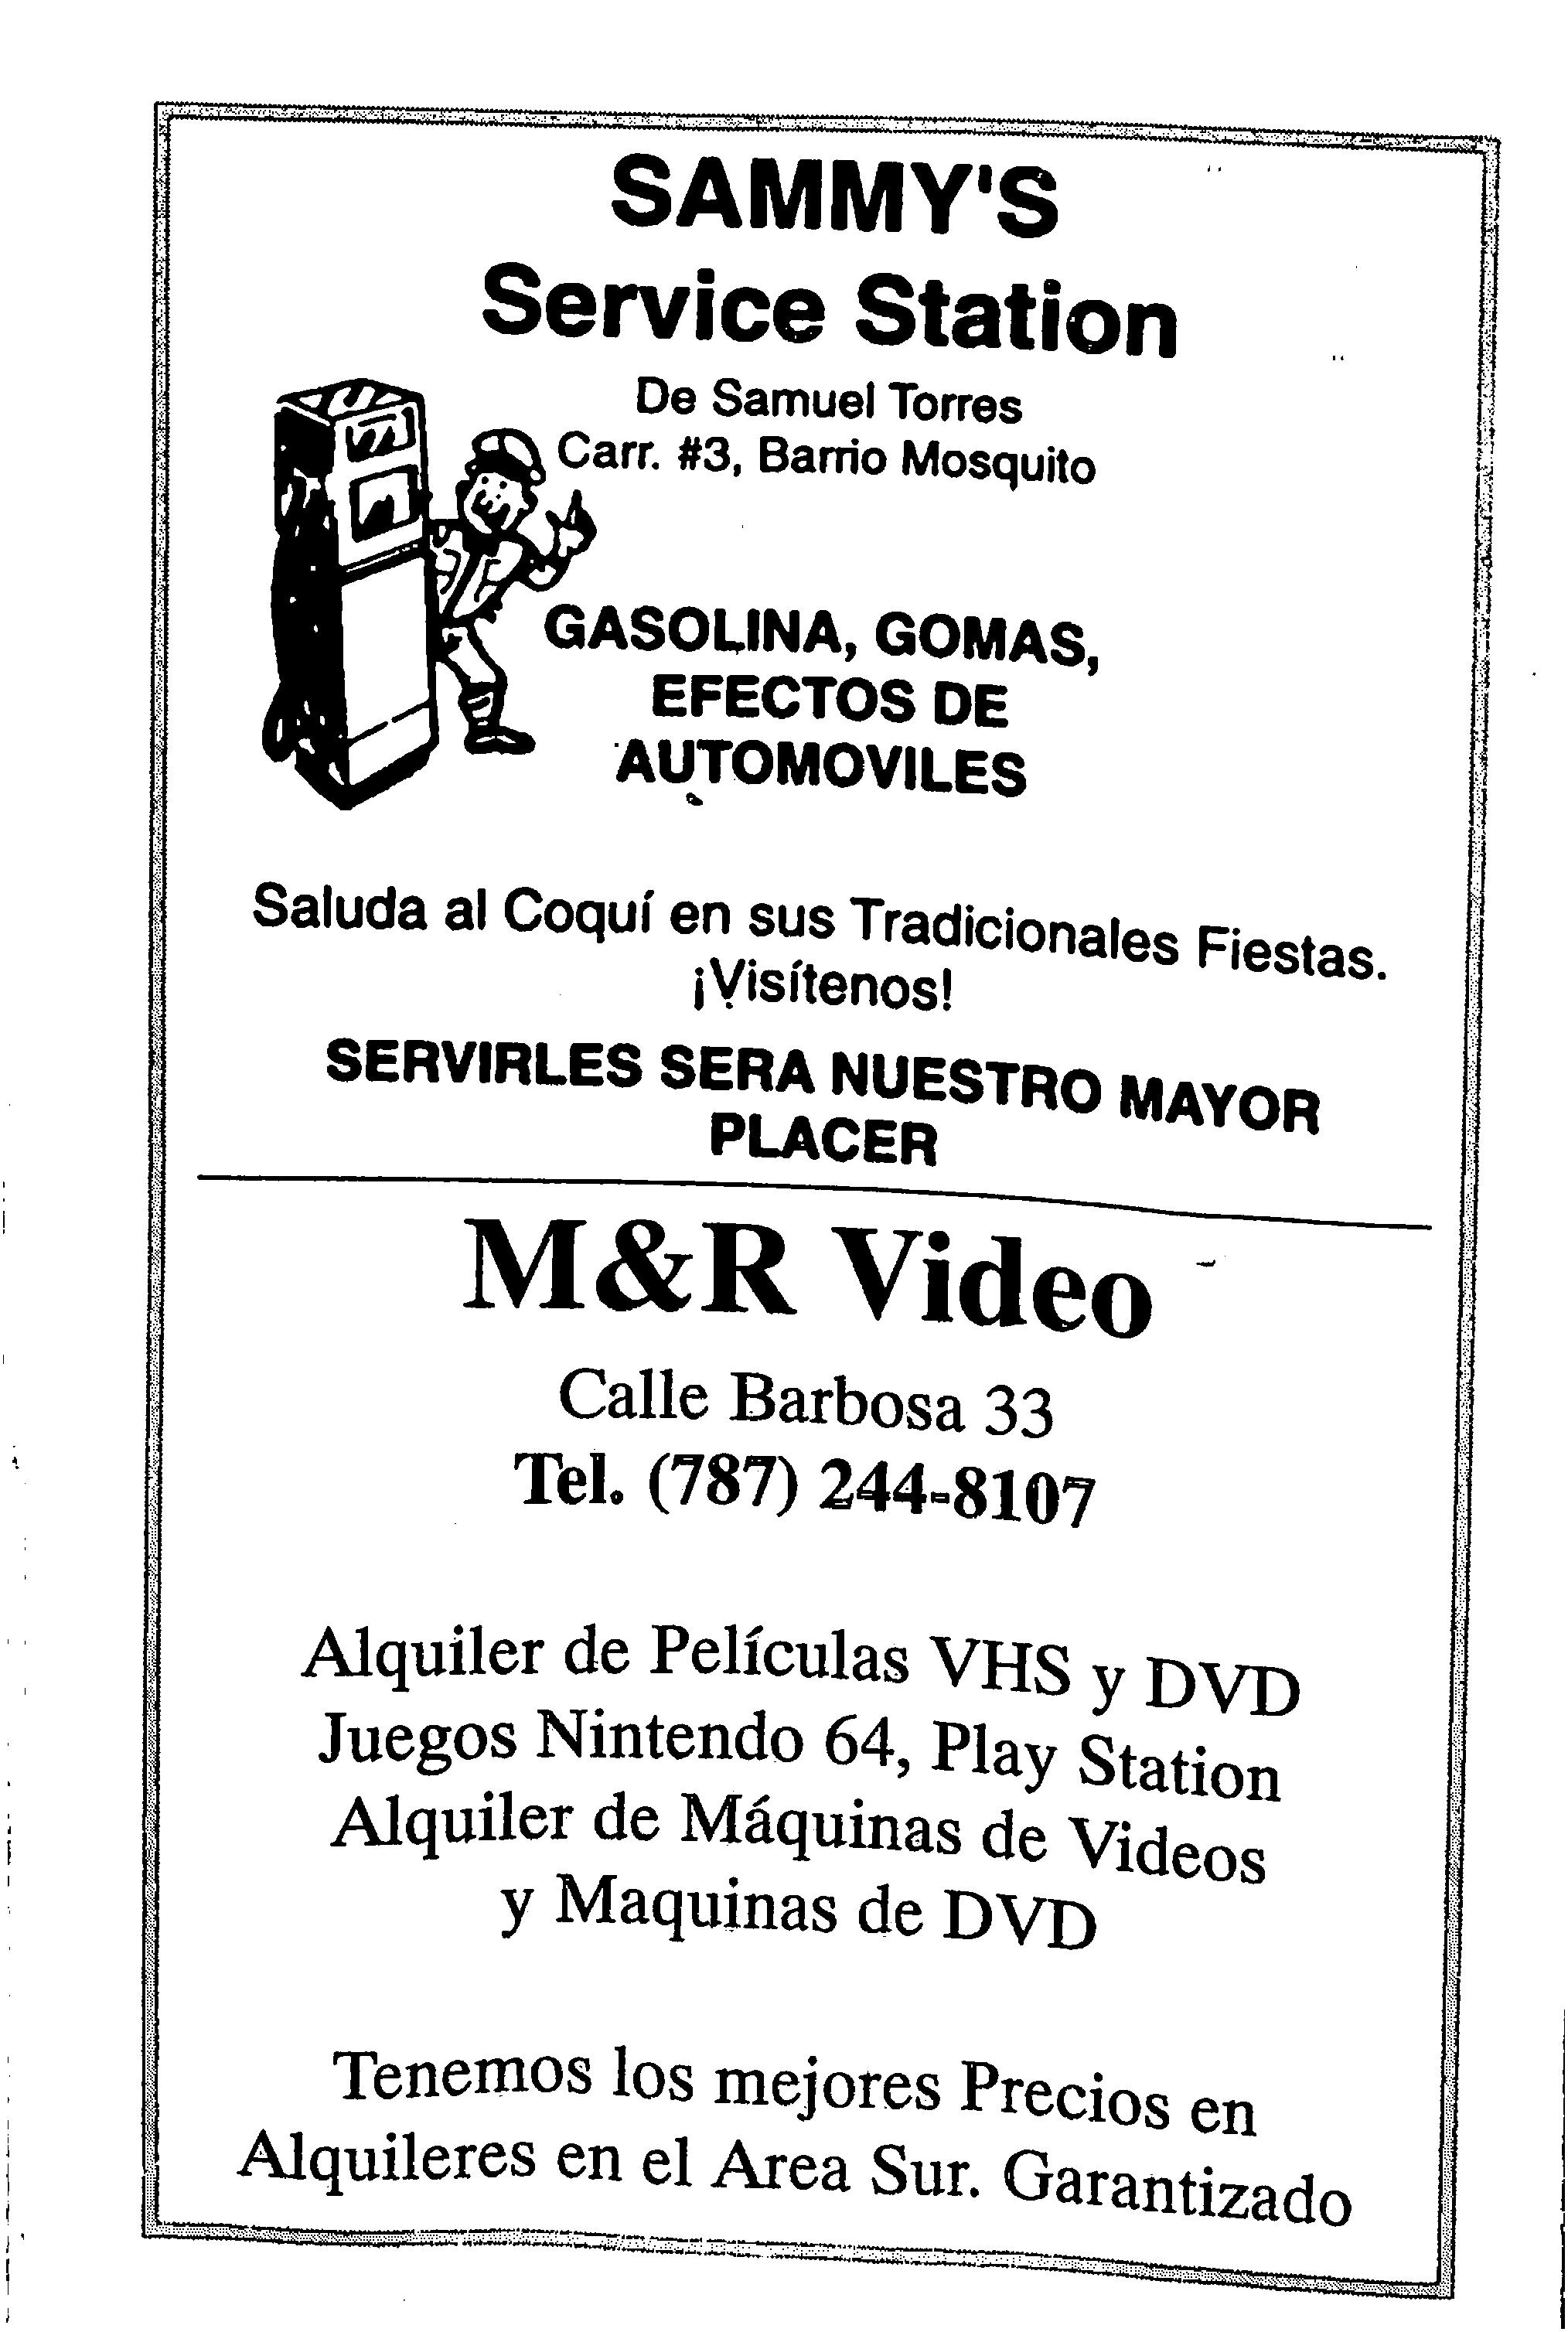 SAMMY'S
Service Station
De Samuel Torres
Carr. #3, Barrio Mosquito
GASOLINA, GOMAS,
EFECTOS DE
AUTOMOVILES
Saluda al Coquí en sus Tradicionales Fiestas.
¡Visítenos!
SERVIRLES SERA NUESTRO MAYOR
PLACER
M&R Video
Calle Barbosa 33
Tel. (787) 244-8107
Alquiler de Películas VHS y DVD
Juegos Nintendo 64, Play Station
Alquiler de Máquinas de Videos
y Maquinas de DVD
Tenemos los mejores Precios en
Alquileres en el Area Sur. Garantizado